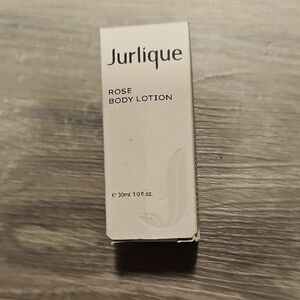 Jurlique
ROSE
BODY LOTION
℮ 30mL 1.0 fl.oz.